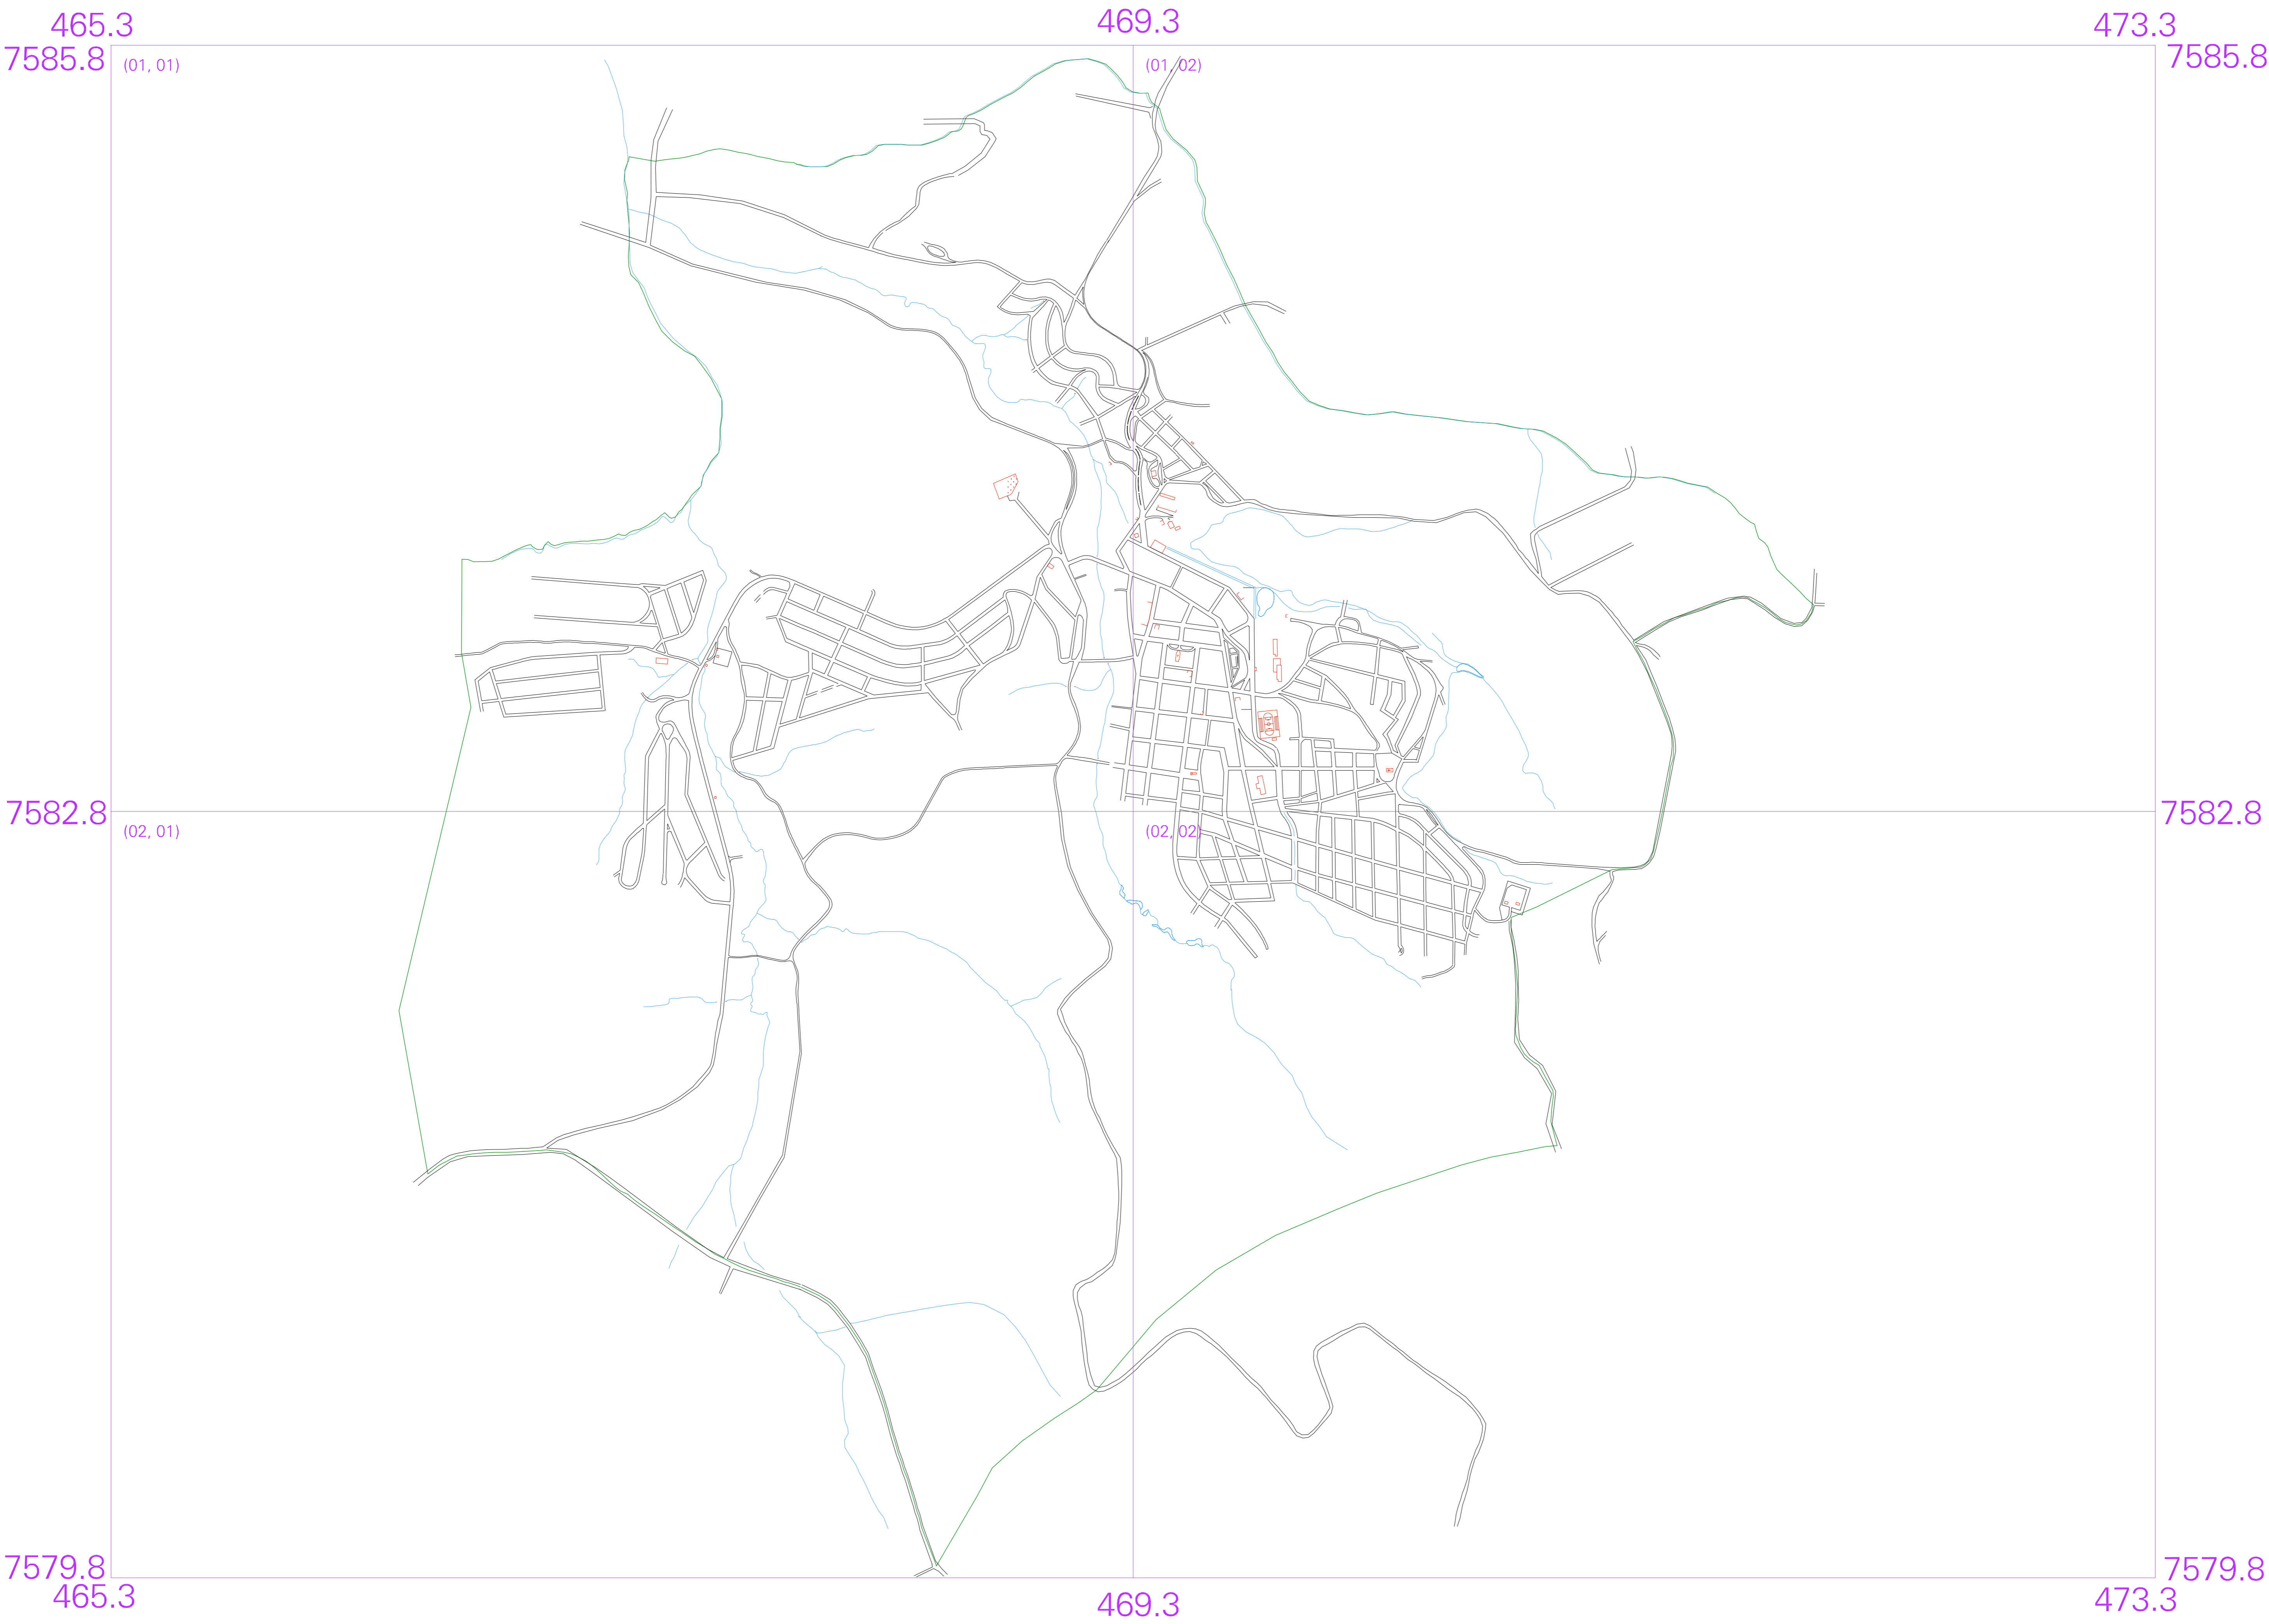 465.3 469.3 473.3
7585.8 7585.8
(01, 01) (01, 02)
7582.8 7582.8
(02, 01) (02, 02)
7579.8 7579.8
465.3 469.3 473.3